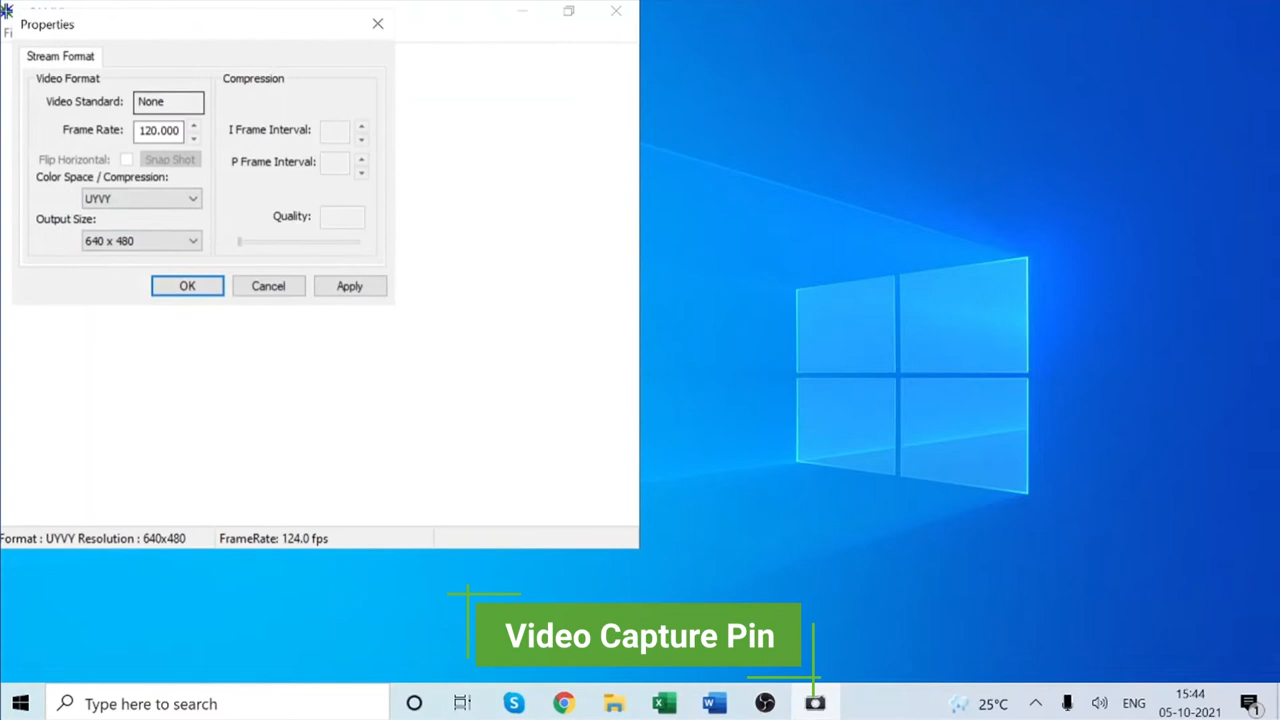 Properties
Stream Format
Video Format
Video Standard: None
Frame Rate: 120.000
Flip Horizontal: Snap Shot
Color Space / Compression:
UYVY
Output Size:
640 x 480
Compression
I Frame Interval:
P Frame Interval:
Quality:
OK Cancel Apply
Format : UYVY Resolution : 640x480 FrameRate: 124.0 fps
Video Capture Pin
Type here to search
25°C
ENG
15:44
05-10-2021
1